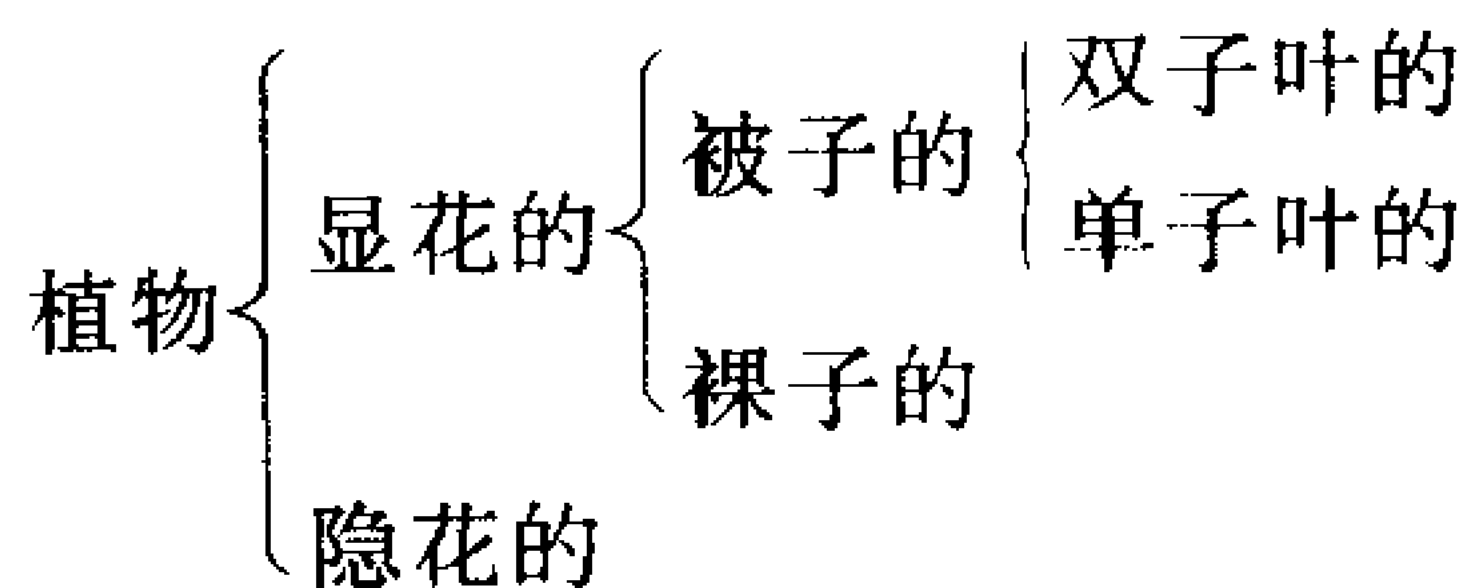 植物
显花的
被子的
双子叶的
单子叶的
裸子的
隐花的